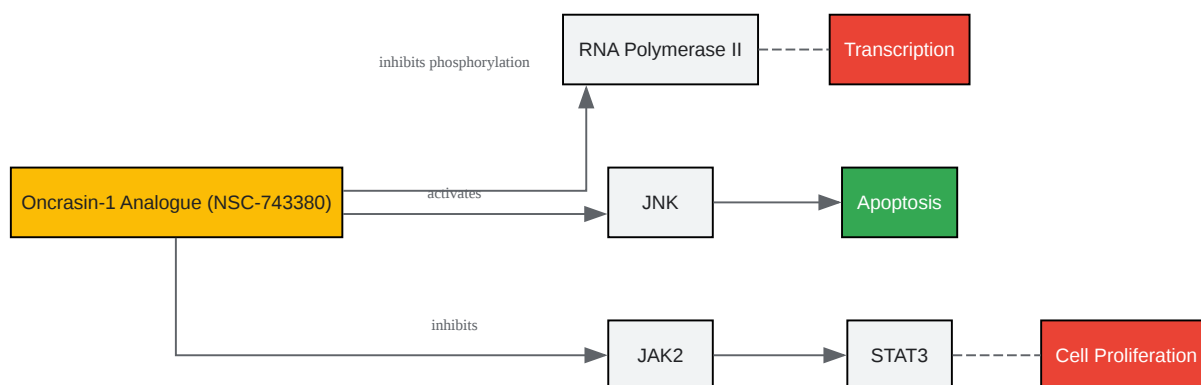 RNA Polymerase II
Transcription
inhibits phosphorylation
Oncrasin-1 Analogue (NSC-743380)
activates
JNK
Apoptosis
inhibits
JAK2
STAT3
Cell Proliferation